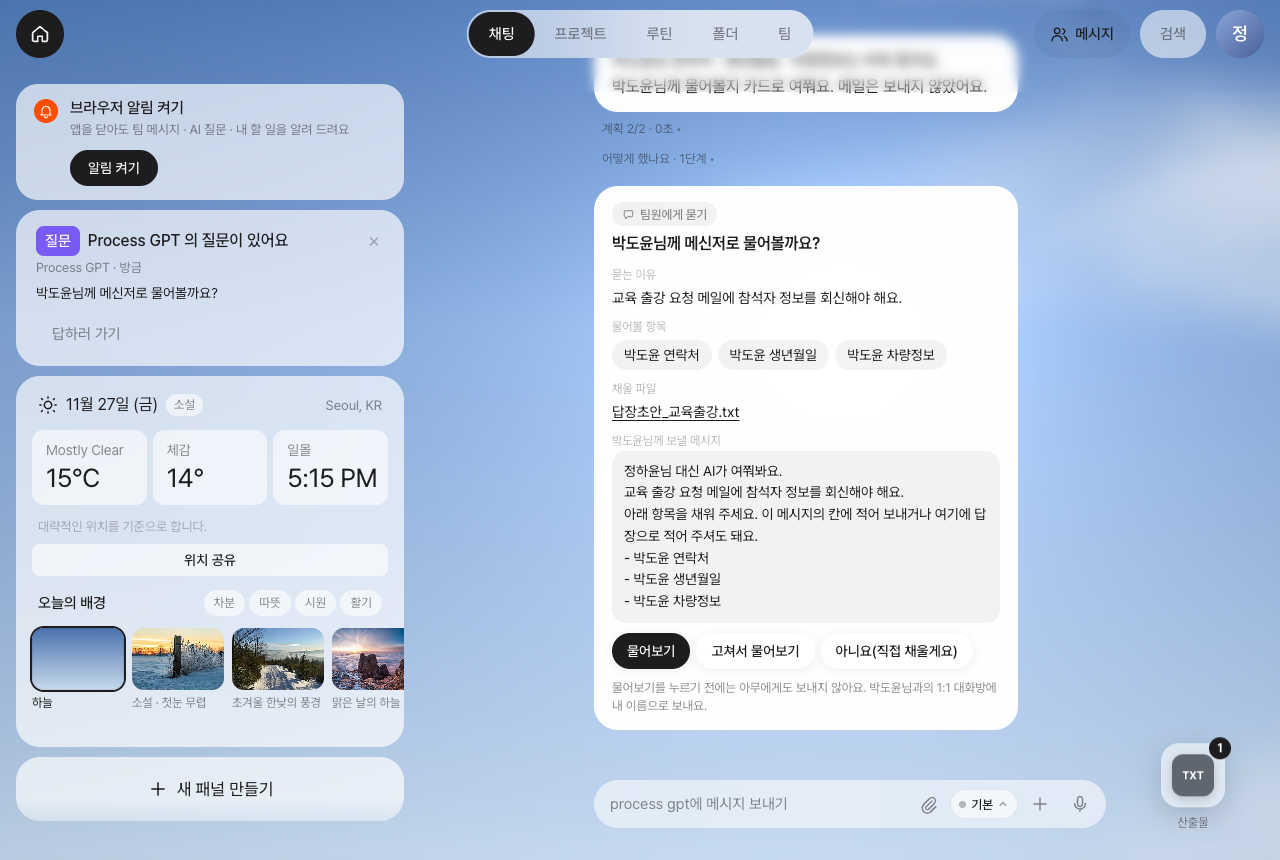 채팅
프로젝트
루틴
폴더
팀
메시지
검색
정
브라우저 알림 켜기
앱을 닫아도 팀 메시지 · AI 질문 · 내 할 일을 알려 드려요
알림 켜기
질문 Process GPT 의 질문이 있어요
Process GPT · 방금
박도윤님께 메신저로 물어볼까요?
답하러 가기
11월 27일 (금) 소설 Seoul, KR
Mostly Clear
15°C
체감
14°
일몰
5:15 PM
대략적인 위치를 기준으로 합니다.
위치 공유
오늘의 배경 차분 따뜻 시원 활기
하늘
소설 · 첫눈 무렵
초겨울 한낮의 풍경
맑은 날의 하늘
새 패널 만들기
박도윤님께 물어볼지 카드로 여쭤요. 메일은 보내지 않았어요.
계획 2/2 · 0초
어떻게 했나요 · 1단계
팀원에게 묻기
박도윤님께 메신저로 물어볼까요?
묻는 이유
교육 출강 요청 메일에 참석자 정보를 회신해야 해요.
물어볼 항목
박도윤 연락처 박도윤 생년월일 박도윤 차량정보
채울 파일
답장초안_교육출강.txt
박도윤님께 보낼 메시지
정하윤님 대신 AI가 여쭤봐요.
교육 출강 요청 메일에 참석자 정보를 회신해야 해요.
아래 항목을 채워 주세요. 이 메시지의 칸에 적어 보내거나 여기에 답
장으로 적어 주셔도 돼요.
- 박도윤 연락처
- 박도윤 생년월일
- 박도윤 차량정보
물어보기 고쳐서 물어보기 아니요(직접 채울게요)
물어보기를 누르기 전에는 아무에게도 보내지 않아요. 박도윤님과의 1:1 대화방에
내 이름으로 보내요.
process gpt에 메시지 보내기
기본
1
TXT
산출물